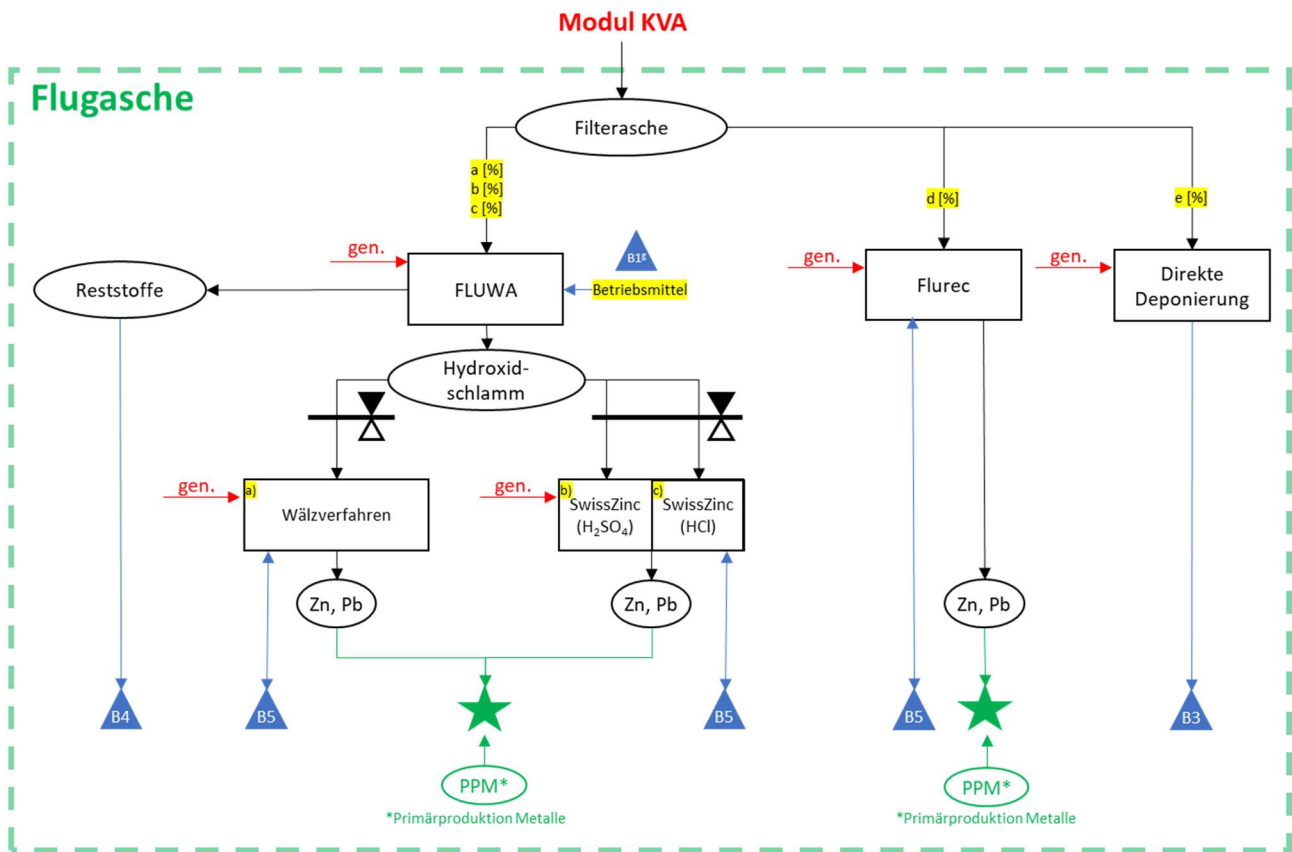 Modul KVA
Flugasche
Filterasche
a [%]
b [%]
c [%]
d [%]
e [%]
gen.
B1g
Betriebsmittel
gen.
gen.
Reststoffe
FLUWA
Flurec
Direkte
Deponierung
Hydroxid-
schlamm
gen.
a)
Wälzverfahren
gen.
b)
SwissZinc
(H₂SO₄)
c)
SwissZinc
(HCl)
Zn, Pb
Zn, Pb
Zn, Pb
B4
B5
B5
B5
B3
PPM*
*Primärproduktion Metalle
PPM*
*Primärproduktion Metalle